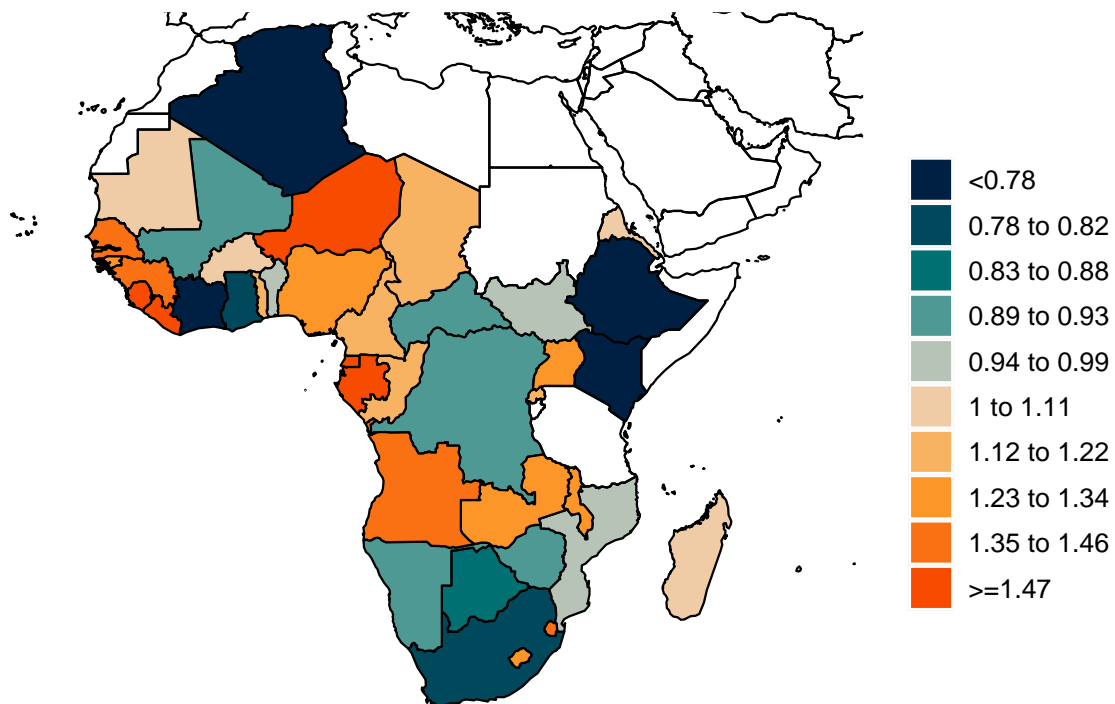 <0.78
0.78 to 0.82
0.83 to 0.88
0.89 to 0.93
0.94 to 0.99
1 to 1.11
1.12 to 1.22
1.23 to 1.34
1.35 to 1.46
>=1.47